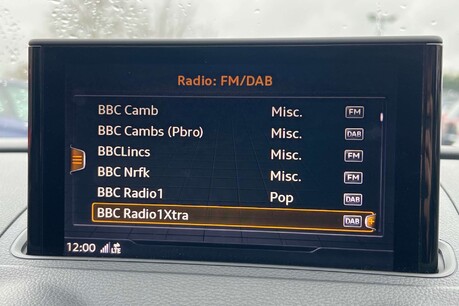 Radio: FM/DAB
BBC Camb Misc. FM
BBC Cambs (Pbro) Misc. DAB
BBCLincs Misc. FM
BBC Nrfk Misc. FM
BBC Radio1 Pop DAB
BBC Radio1Xtra DAB
12:00 LTE